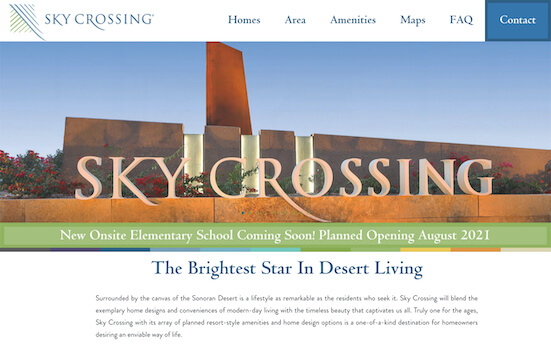 SKY CROSSING
Homes Area Amenities Maps FAQ Contact
SKY CROSSING
New Onsite Elementary School Coming Soon! Planned Opening August 2021
The Brightest Star In Desert Living
Surrounded by the canvas of the Sonoran Desert is a lifestyle as remarkable as the residents who seek it. Sky Crossing will blend the
exemplary home designs and conveniences of modern-day living with the timeless beauty that captivates us all. Truly one for the ages,
Sky Crossing with its array of planned resort-style amenities and home design options is a one-of-a-kind destination for homeowners
desiring an enviable way of life.